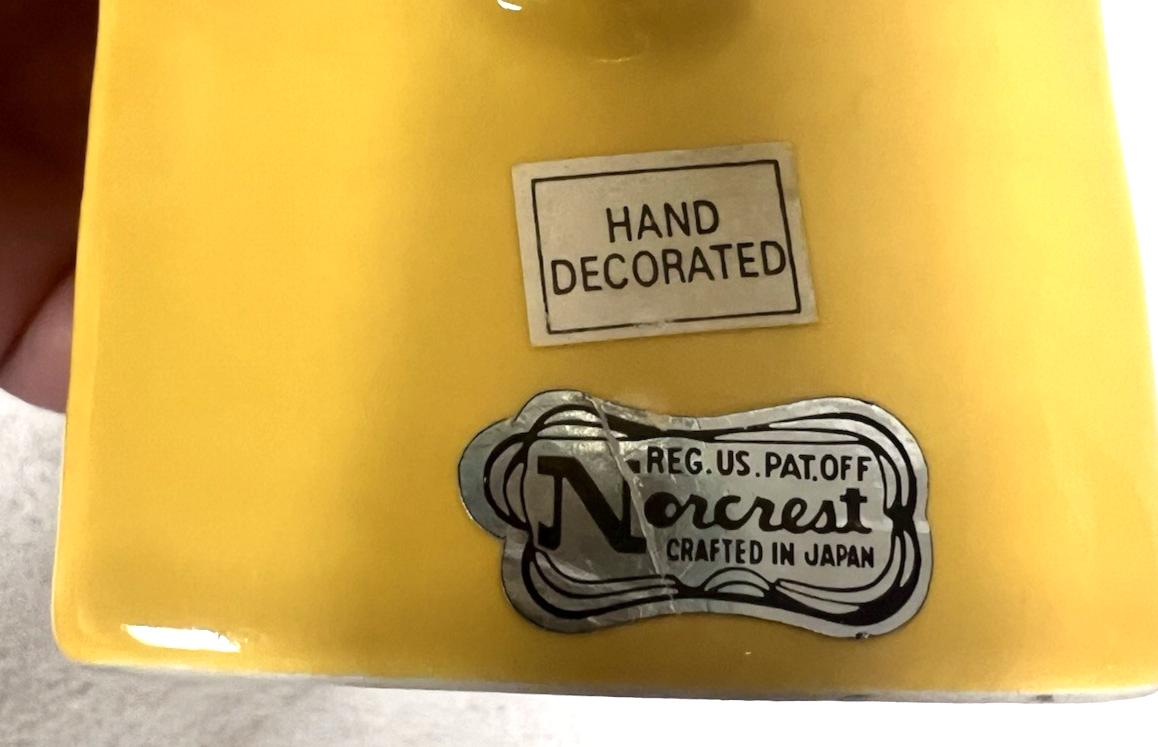 HAND
DECORATED
REG. US. PAT. OFF
Norcrest
CRAFTED IN JAPAN